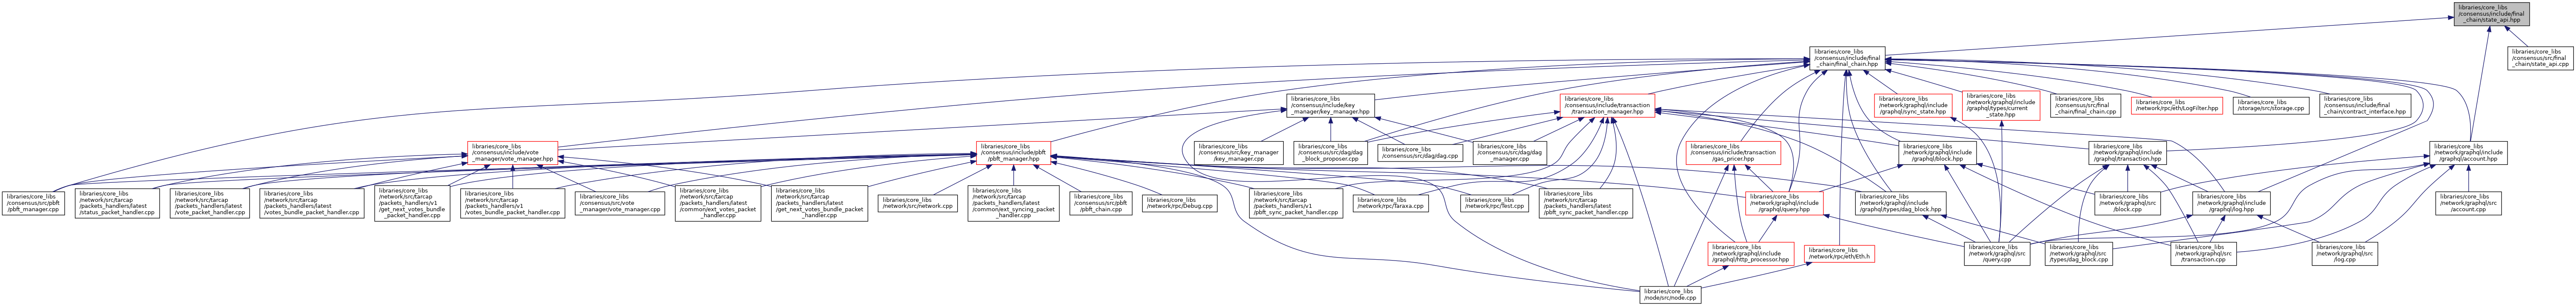 libraries/core_libs
/consensus/include/final
_chain/state_api.hpp
libraries/core_libs
/consensus/include/final
_chain/final_chain.hpp
libraries/core_libs
/consensus/src/final
_chain/state_api.cpp
libraries/core_libs
/consensus/include/key
_manager/key_manager.hpp
libraries/core_libs
/consensus/include/transaction
_manager.hpp
libraries/core_libs
/network/graphql/include
/graphql/sync_state.hpp
libraries/core_libs
/network/graphql/include
/graphql/types/current
_state.hpp
libraries/core_libs
/consensus/src/final
_chain/final_chain.cpp
libraries/core_libs
/network/rpc/eth/LogFilter.hpp
libraries/core_libs
/storage/src/storage.cpp
libraries/core_libs
/consensus/include/final
_chain/contract_interface.hpp
libraries/core_libs
/consensus/include/vote
_manager/vote_manager.hpp
libraries/core_libs
/consensus/include/pbft
/pbft_manager.hpp
libraries/core_libs
/consensus/src/key_manager
/key_manager.cpp
libraries/core_libs
/consensus/src/dag/dag
_block_proposer.cpp
libraries/core_libs
/consensus/src/dag/dag.cpp
libraries/core_libs
/consensus/src/dag/dag
_manager.cpp
libraries/core_libs
/consensus/include/transaction
/gas_pricer.hpp
libraries/core_libs
/network/graphql/include
/graphql/block.hpp
libraries/core_libs
/network/graphql/include
/graphql/transaction.hpp
libraries/core_libs
/network/graphql/include
/graphql/account.hpp
libraries/core_libs
/consensus/src/pbft
/pbft_manager.cpp
libraries/core_libs
/network/src/tarcap
/packets_handlers/latest
/status_packet_handler.cpp
libraries/core_libs
/network/src/tarcap
/packets_handlers/latest
/vote_packet_handler.cpp
libraries/core_libs
/network/src/tarcap
/packets_handlers/latest
/votes_bundle_packet_handler.cpp
libraries/core_libs
/network/src/tarcap
/packets_handlers/v1
/get_next_votes_bundle
_packet_handler.cpp
libraries/core_libs
/network/src/tarcap
/packets_handlers/v1
/votes_bundle_packet_handler.cpp
libraries/core_libs
/consensus/src/vote
_manager/vote_manager.cpp
libraries/core_libs
/network/src/tarcap
/packets_handlers/latest
/common/ext_votes_packet
_handler.cpp
libraries/core_libs
/network/src/tarcap
/packets_handlers/latest
/get_next_votes_bundle_packet
_handler.cpp
libraries/core_libs
/network/src/network.cpp
libraries/core_libs
/network/src/tarcap
/packets_handlers/latest
/common/ext_syncing_packet
_handler.cpp
libraries/core_libs
/consensus/src/pbft
/pbft_chain.cpp
libraries/core_libs
/network/rpc/Debug.cpp
libraries/core_libs
/network/src/tarcap
/packets_handlers/v1
/pbft_sync_packet_handler.cpp
libraries/core_libs
/network/rpc/Taraxa.cpp
libraries/core_libs
/network/rpc/Test.cpp
libraries/core_libs
/network/src/tarcap
/packets_handlers/latest
/pbft_sync_packet_handler.cpp
libraries/core_libs
/network/graphql/include
/graphql/query.hpp
libraries/core_libs
/network/graphql/include
/graphql/types/dag_block.hpp
libraries/core_libs
/network/graphql/src
/block.cpp
libraries/core_libs
/network/graphql/include
/graphql/log.hpp
libraries/core_libs
/network/graphql/src
/account.cpp
libraries/core_libs
/network/graphql/include
/graphql/http_processor.hpp
libraries/core_libs
/network/rpc/eth/Eth.h
libraries/core_libs
/network/graphql/src
/query.cpp
libraries/core_libs
/network/graphql/src
/types/dag_block.cpp
libraries/core_libs
/network/graphql/src
/transaction.cpp
libraries/core_libs
/network/graphql/src
/log.cpp
libraries/core_libs
/node/src/node.cpp